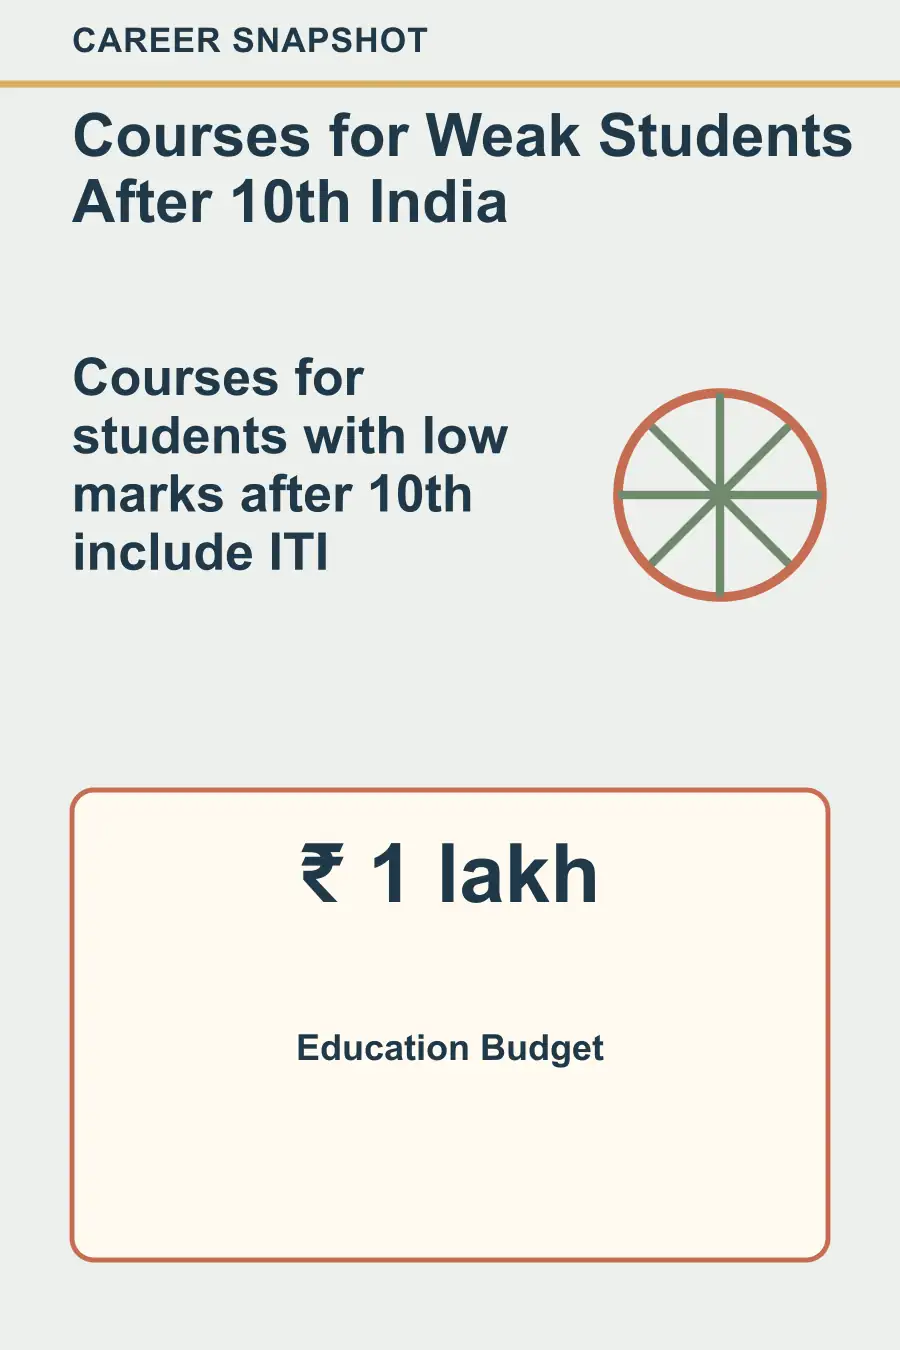 CAREER SNAPSHOT
Courses for Weak Students
After 10th India
Courses for
students with low
marks after 10th
include ITI
₹ 1 lakh
Education Budget